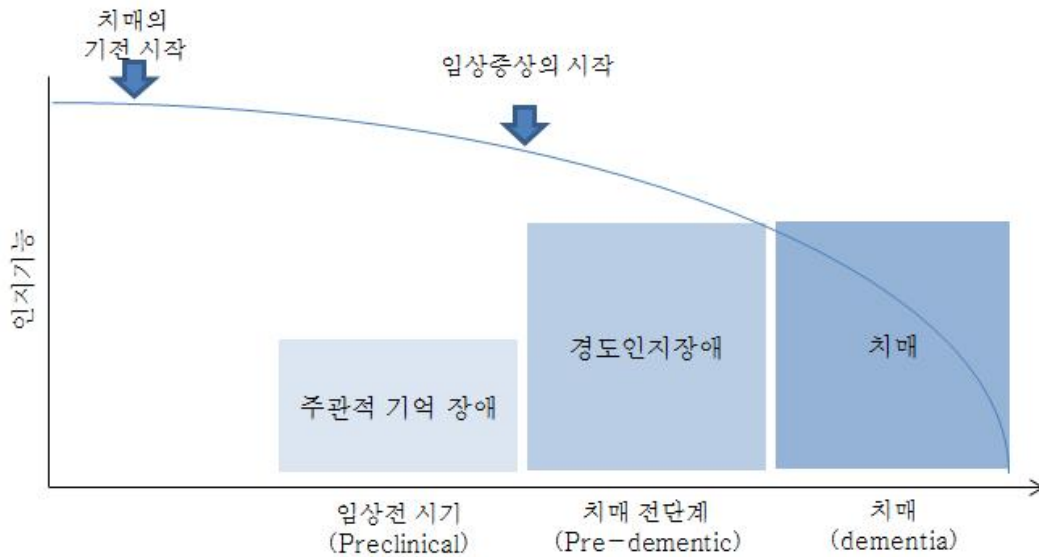 치매의
기전 시작
임상증상의 시작
인지기능
주관적 기억 장애
경도인지장애
치매
임상전 시기
(Preclinical)
치매 전단계
(Pre-dementic)
치매
(dementia)